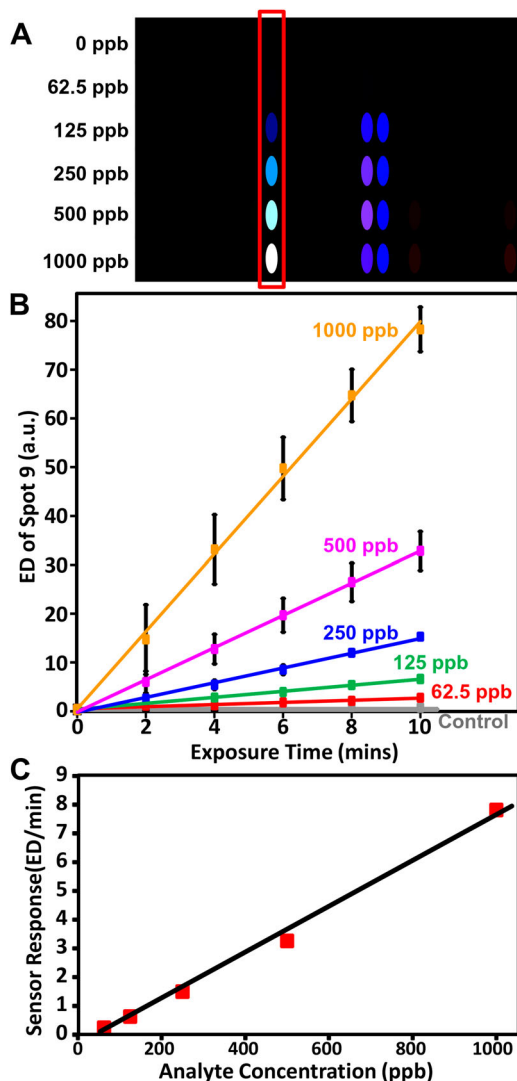 A
0 ppb
62.5 ppb
125 ppb
250 ppb
500 ppb
1000 ppb
B
ED of Spot 9 (a.u.)
80
70
60
50
40
30
20
10
0
1000 ppb
500 ppb
250 ppb
125 ppb
62.5 ppb
Control
0 2 4 6 8 10
Exposure Time (mins)
C
Sensor Response(ED/min)
9
8
7
6
5
4
3
2
1
0
0 200 400 600 800 1000
Analyte Concentration (ppb)